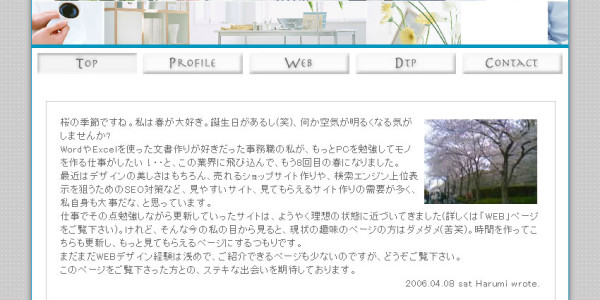 Top Profile Web Dtp Contact
桜の季節ですね。私は春が大好き。誕生日があるし(笑)、何か空気が明るくなる気が
しませんか?
WordやExcelを使った文書作りが好きだった事務職の私が、もっとPCを勉強してモノ
を作る仕事がしたい!・・と、この業界に飛び込んで、もう8回目の春になりました。
最近はデザインの美しさはもちろん、売れるショップサイト作りや、検索エンジン上位表
示を狙うためのSEO対策など、見やすいサイト、見てもらえるサイト作りの需要が多く、
私自身も大事だな、と思っています。
仕事でその点勉強しながら更新していったサイトは、ようやく理想の状態に近づいてきました(詳しくは「WEB」ページ
をご覧下さい)。けれど、そんな今の私の目から見ると、現状の趣味のページの方はダメダメ(苦笑)。時間を作ってこ
ちらも更新し、もっと見てもらえるページにするつもりです。
まだまだWEBデザイン経験は浅めで、ご紹介できるページも少ないのですが、どうぞご覧下さい。
このページをご覧下さった方との、ステキな出会いを期待しております。
2006.04.08 sat Harumi wrote.